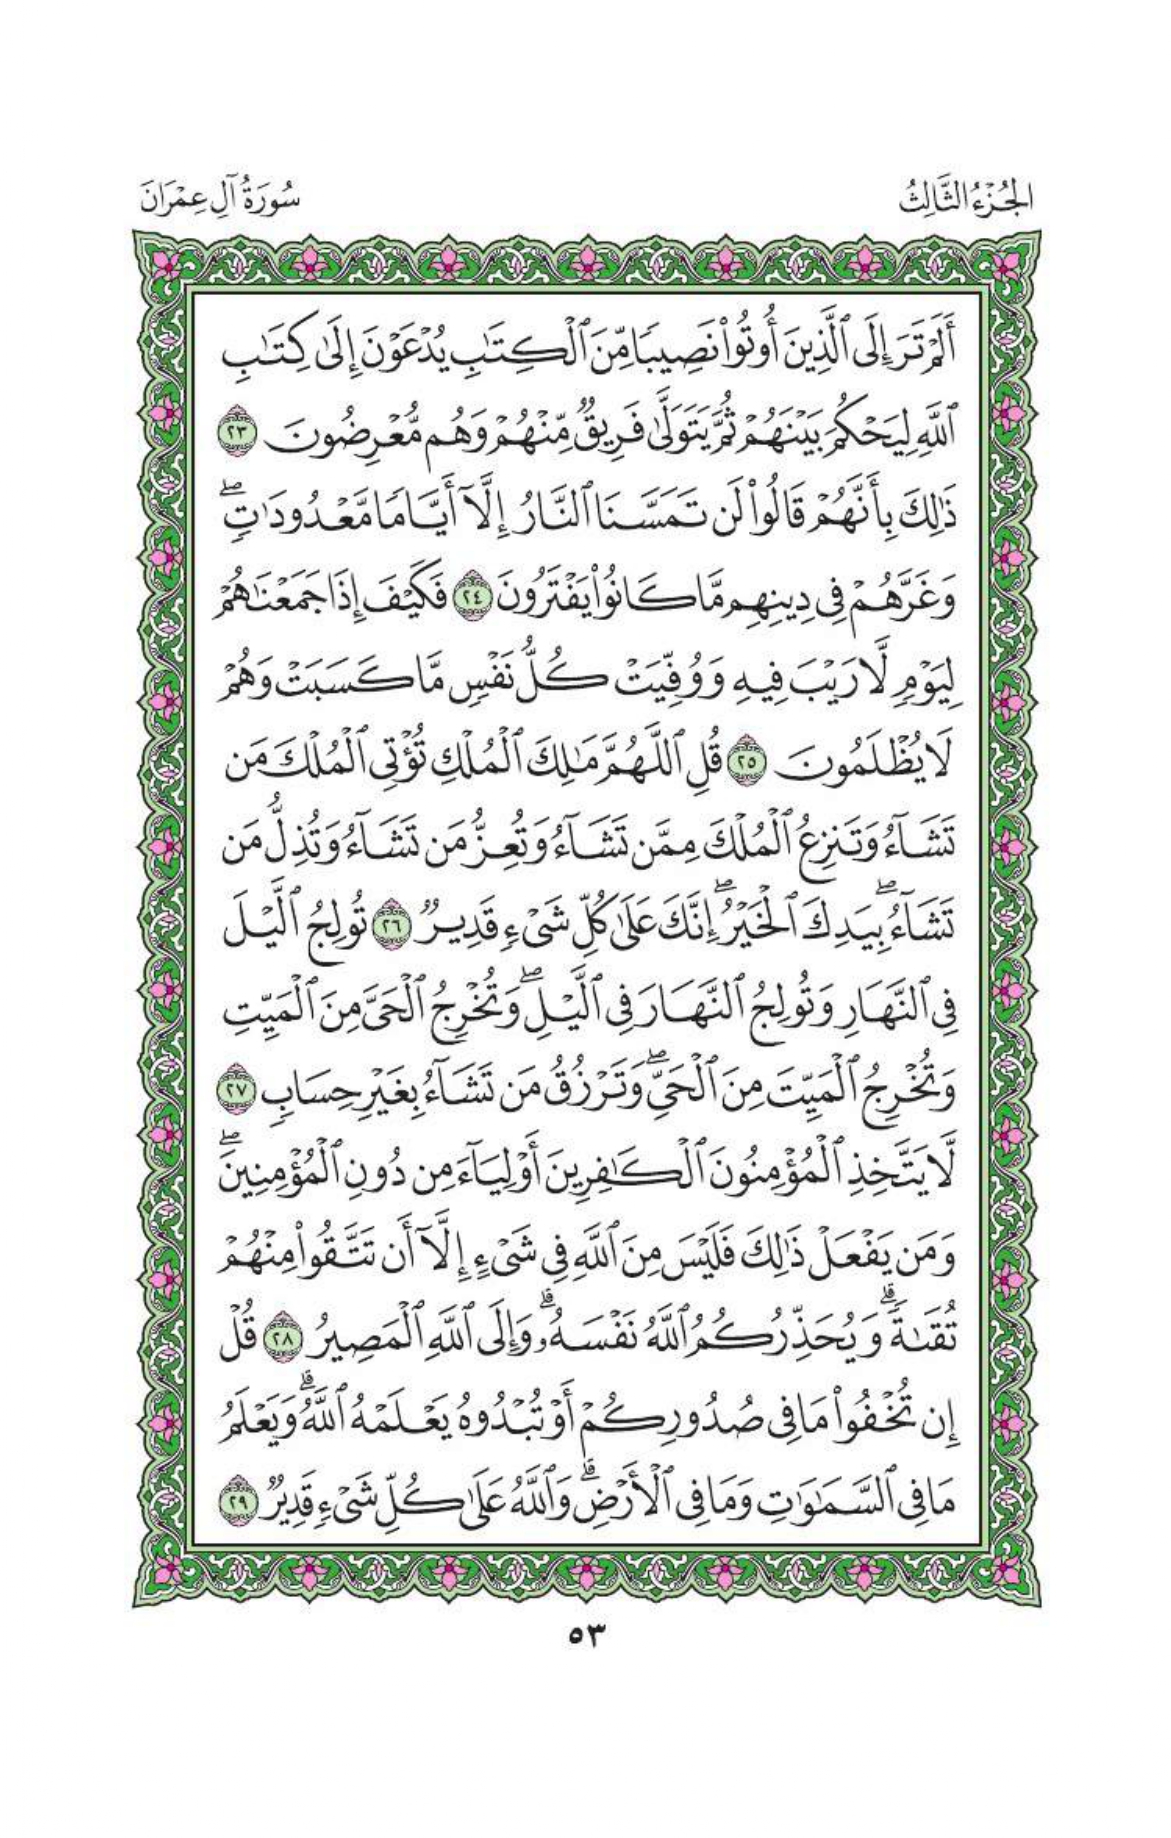 الجُزْءُ الثَّالِثُ
سُورَةُ آلِ عِمْرَانَ
أَلَمْ تَرَ إِلَى ٱلَّذِينَ أُوتُوا۟ نَصِيبًا مِّنَ ٱلْكِتَـٰبِ يُدْعَوْنَ إِلَىٰ كِتَـٰبِ
ٱللَّهِ لِيَحْكُمَ بَيْنَهُمْ ثُمَّ يَتَوَلَّىٰ فَرِيقٌ مِّنْهُمْ وَهُم مُّعْرِضُونَ ٢٣
ذَٰلِكَ بِأَنَّهُمْ قَالُوا۟ لَن تَمَسَّنَا ٱلنَّارُ إِلَّآ أَيَّامًا مَّعْدُودَٰتٍ ۖ
وَغَرَّهُمْ فِى دِينِهِم مَّا كَانُوا۟ يَفْتَرُونَ ٢٤ فَكَيْفَ إِذَا جَمَعْنَـٰهُمْ
لِيَوْمٍ لَّا رَيْبَ فِيهِ وَوُفِّيَتْ كُلُّ نَفْسٍ مَّا كَسَبَتْ وَهُمْ
لَا يُظْلَمُونَ ٢٥ قُلِ ٱللَّهُمَّ مَـٰلِكَ ٱلْمُلْكِ تُؤْتِى ٱلْمُلْكَ مَن
تَشَآءُ وَتَنزِعُ ٱلْمُلْكَ مِمَّن تَشَآءُ وَتُعِزُّ مَن تَشَآءُ وَتُذِلُّ مَن
تَشَآءُ ۖ بِيَدِكَ ٱلْخَيْرُ ۖ إِنَّكَ عَلَىٰ كُلِّ شَىْءٍ قَدِيرٌ ٢٦ تُولِجُ ٱلَّيْلَ
فِى ٱلنَّهَارِ وَتُولِجُ ٱلنَّهَارَ فِى ٱلَّيْلِ ۖ وَتُخْرِجُ ٱلْحَىَّ مِنَ ٱلْمَيِّتِ
وَتُخْرِجُ ٱلْمَيِّتَ مِنَ ٱلْحَىِّ ۖ وَتَرْزُقُ مَن تَشَآءُ بِغَيْرِ حِسَابٍ ٢٧
لَّا يَتَّخِذِ ٱلْمُؤْمِنُونَ ٱلْكَـٰفِرِينَ أَوْلِيَآءَ مِن دُونِ ٱلْمُؤْمِنِينَ ۖ
وَمَن يَفْعَلْ ذَٰلِكَ فَلَيْسَ مِنَ ٱللَّهِ فِى شَىْءٍ إِلَّآ أَن تَتَّقُوا۟ مِنْهُمْ
تُقَىٰةً ۗ وَيُحَذِّرُكُمُ ٱللَّهُ نَفْسَهُۥ ۗ وَإِلَى ٱللَّهِ ٱلْمَصِيرُ ٢٨ قُلْ
إِن تُخْفُوا۟ مَا فِى صُدُورِكُمْ أَوْ تُبْدُوهُ يَعْلَمْهُ ٱللَّهُ ۗ وَيَعْلَمُ
مَا فِى ٱلسَّمَـٰوَٰتِ وَمَا فِى ٱلْأَرْضِ ۗ وَٱللَّهُ عَلَىٰ كُلِّ شَىْءٍ قَدِيرٌ ٢٩
٥٣